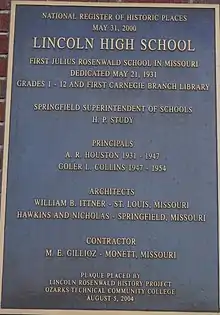 NATIONAL REGISTER OF HISTORIC PLACES
MAY 31, 2000
LINCOLN HIGH SCHOOL
FIRST JULIUS ROSENWALD SCHOOL IN MISSOURI
DEDICATED MAY 21, 1931
GRADES 1 - 12 AND FIRST CARNEGIE BRANCH LIBRARY
SPRINGFIELD SUPERINTENDENT OF SCHOOLS
H. P. STUDY
PRINCIPALS
A. R. HOUSTON 1931 - 1947
GOLER L. COLLINS 1947 - 1954
ARCHITECTS
WILLIAM B. ITTNER - ST. LOUIS, MISSOURI
HAWKINS AND NICHOLAS - SPRINGFIELD, MISSOURI
CONTRACTOR
M. E. GILLIOZ - MONETT, MISSOURI
PLAQUE PLACED BY
LINCOLN ROSENWALD HISTORY PROJECT
OZARKS TECHNICAL COMMUNITY COLLEGE
AUGUST 5, 2004